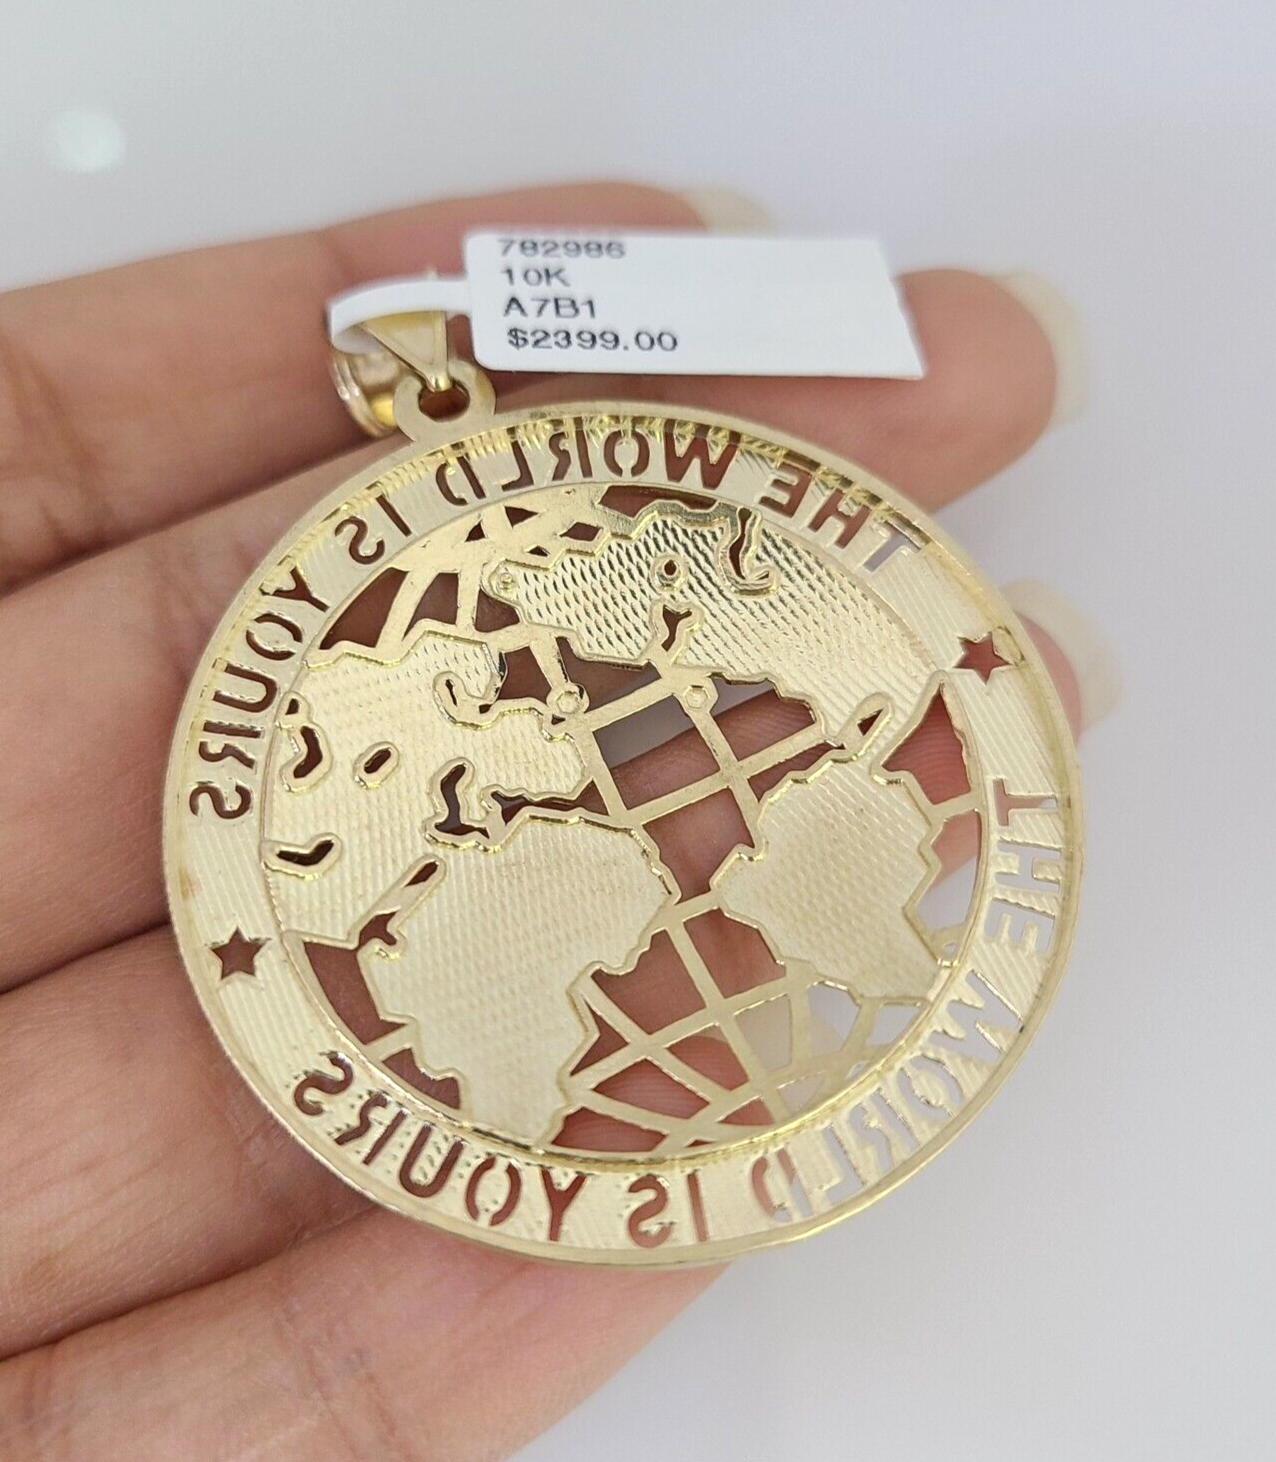 782986
10K
A7B1
$2399.00
THE WORLD IS YOURS
THE WORLD IS YOURS